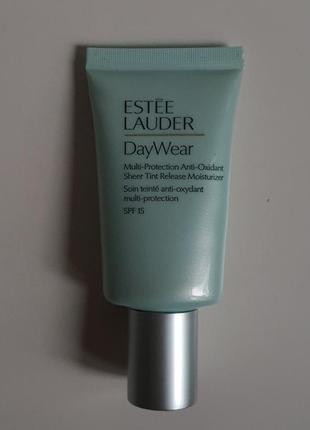 ESTĒE
LAUDER
DayWear
Multi-Protection Anti-Oxidant
Sheer Tint Release Moisturizer
Soin teinté anti-oxydant
multi-protection
SPF 15